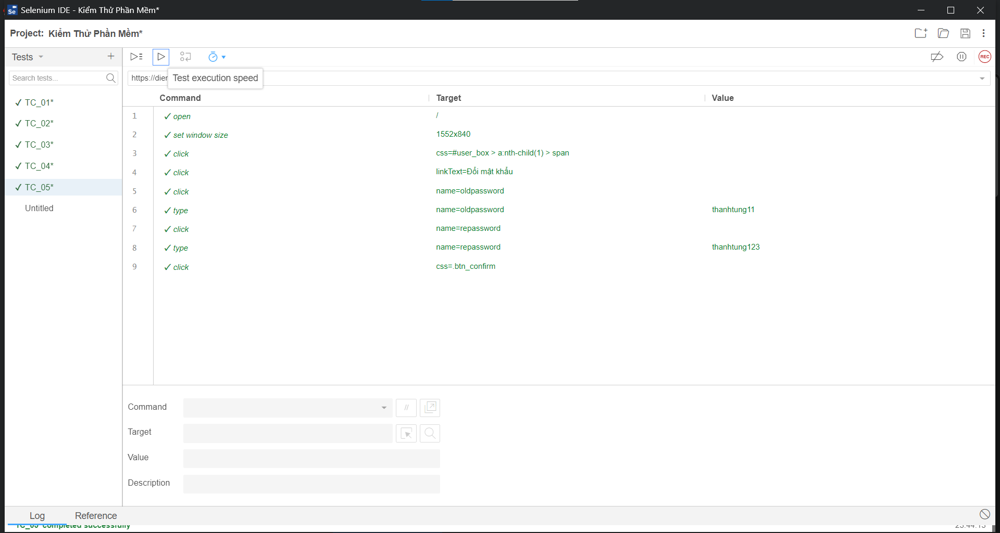 Selenium IDE - Kiểm Thử Phần Mềm*
Project: Kiểm Thử Phần Mềm*
Tests
REC
Search tests...
https://dien
Test execution speed
Command Target Value
TC_01*
TC_02*
TC_03*
TC_04*
TC_05*
Untitled
1 ✓ open /
2 ✓ set window size 1552x840
3 ✓ click css=#user_box > a:nth-child(1) > span
4 ✓ click linkText=Đổi mật khẩu
5 ✓ click name=oldpassword
6 ✓ type name=oldpassword thanhtung11
7 ✓ click name=repassword
8 ✓ type name=repassword thanhtung123
9 ✓ click css=.btn_confirm
Command //
Target
Value
Description
Log Reference
completed successfully